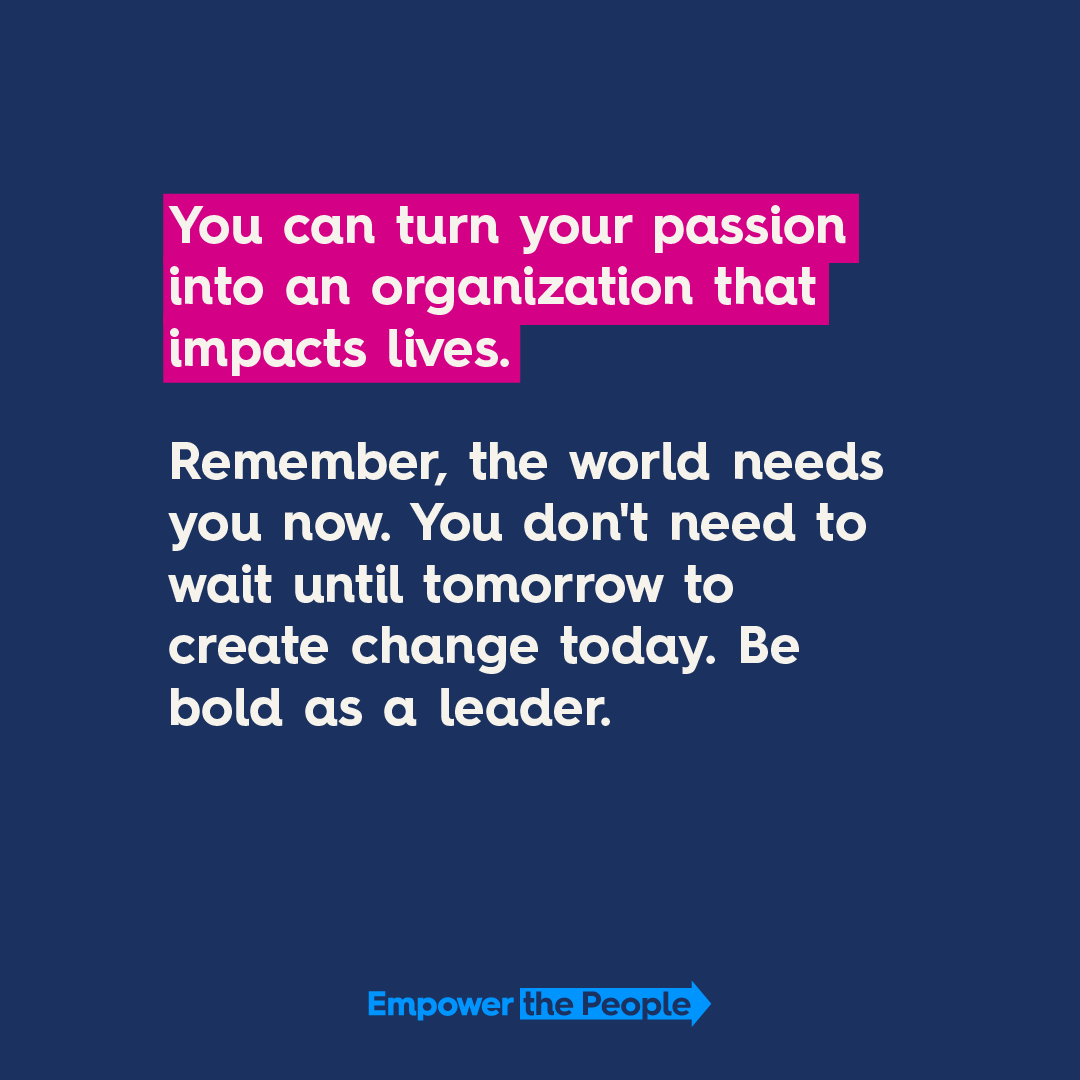 You can turn your passion
into an organization that
impacts lives.
Remember, the world needs
you now. You don't need to
wait until tomorrow to
create change today. Be
bold as a leader.
Empower the People